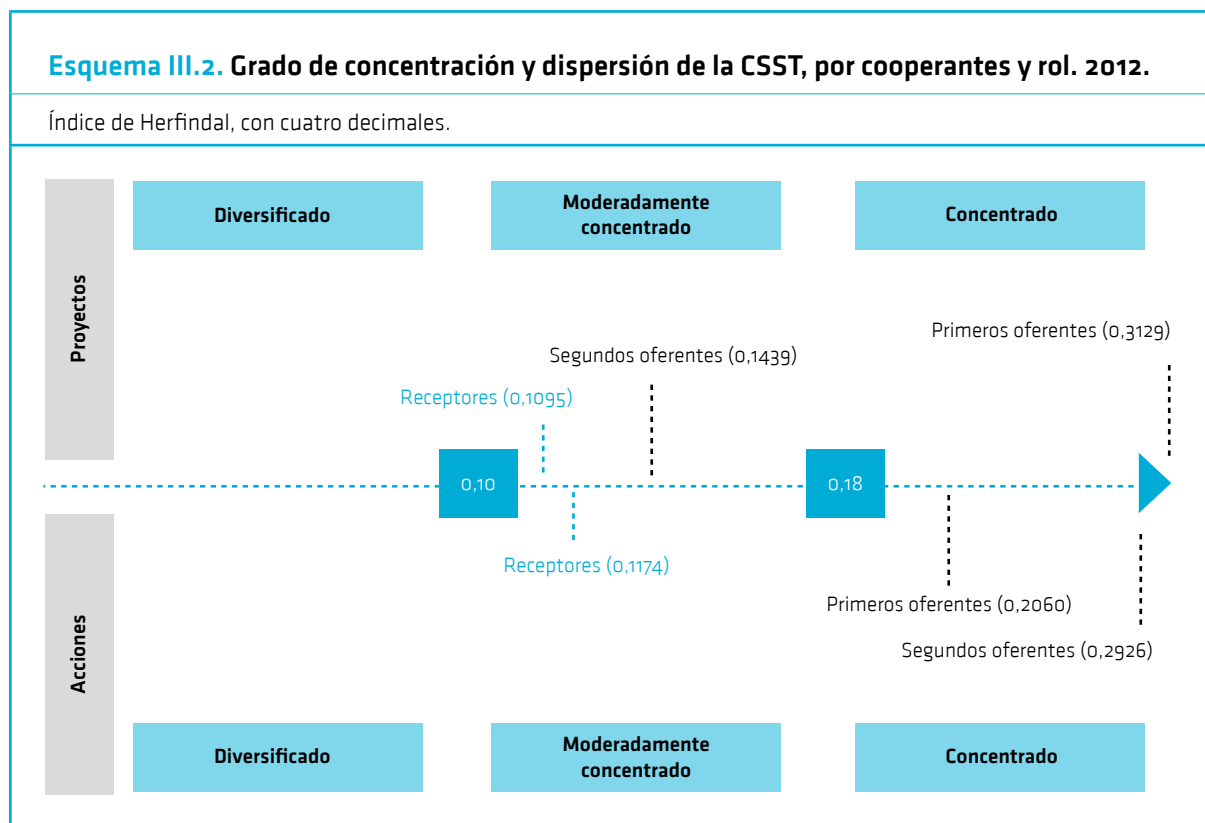 Esquema III.2. Grado de concentración y dispersión de la CSST, por cooperantes y rol. 2012.
Índice de Herfindal, con cuatro decimales.
Proyectos
Diversificado
Moderadamente
concentrado
Concentrado
Primeros oferentes (0,3129)
Segundos oferentes (0,1439)
Receptores (0,1095)
0,10
0,18
Receptores (0,1174)
Primeros oferentes (0,2060)
Segundos oferentes (0,2926)
Acciones
Diversificado
Moderadamente
concentrado
Concentrado